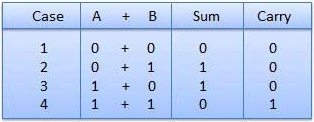 Case A + B Sum Carry
1 0 + 0 0 0
2 0 + 1 1 0
3 1 + 0 1 0
4 1 + 1 0 1